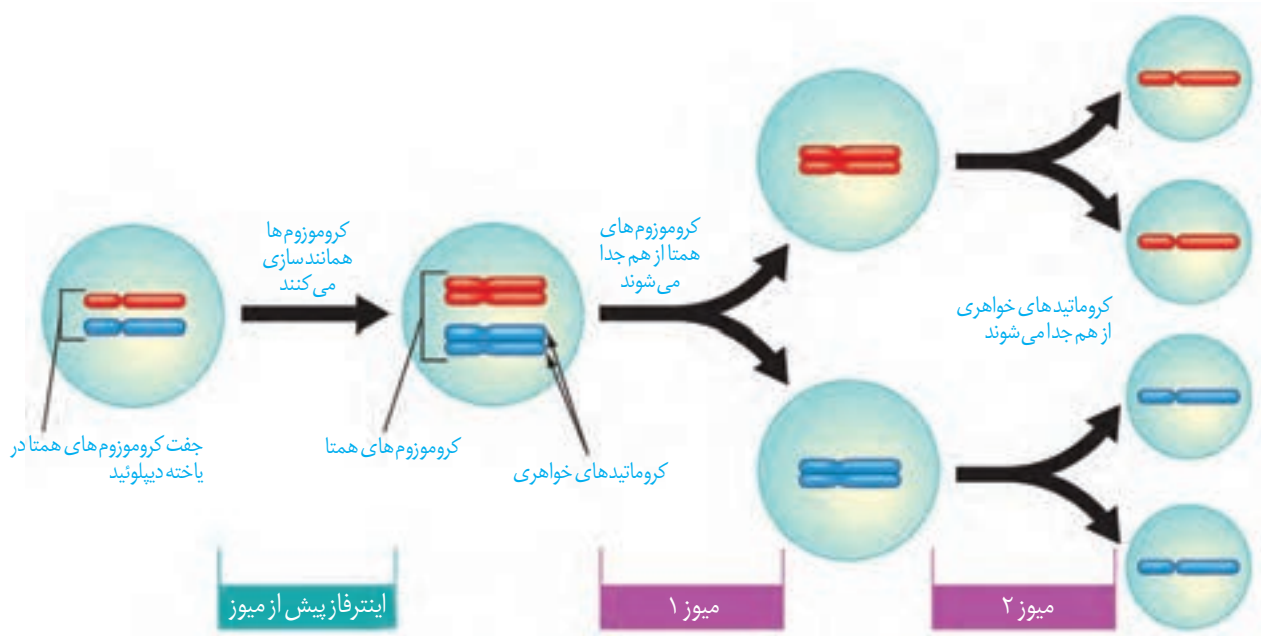 کروموزوم‌ها
همانندسازی
می‌کنند
کروموزوم‌های
همتا از هم جدا
می‌شوند
کروماتیدهای خواهری
از هم جدا می‌شوند
جفت کروموزوم‌های همتا در
یاخته دیپلوئید
کروموزوم‌های همتا
کروماتیدهای خواهری
اینترفاز پیش از میوز
میوز ۱
میوز ۲